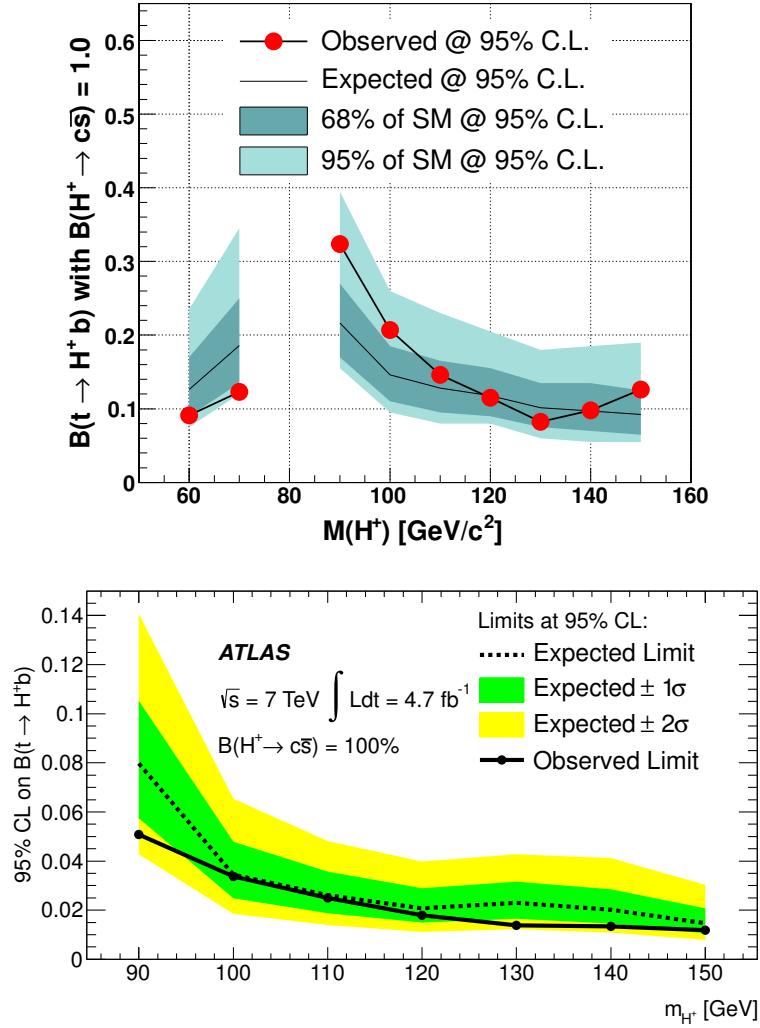 B(t → H⁺ b) with B(H⁺ → cs̅) = 1.0
0.6
0.5
0.4
0.3
0.2
0.1
0
Observed @ 95% C.L.
Expected @ 95% C.L.
68% of SM @ 95% C.L.
95% of SM @ 95% C.L.
60 80 100 120 140 160
M(H⁺) [GeV/c²]
95% CL on B(t → H⁺b)
0.14
0.12
0.1
0.08
0.06
0.04
0.02
0
ATLAS
√s = 7 TeV ∫ Ldt = 4.7 fb⁻¹
B(H⁺→ cs̅) = 100%
Limits at 95% CL:
Expected Limit
Expected ± 1σ
Expected ± 2σ
Observed Limit
90 100 110 120 130 140 150
m_H⁺ [GeV]